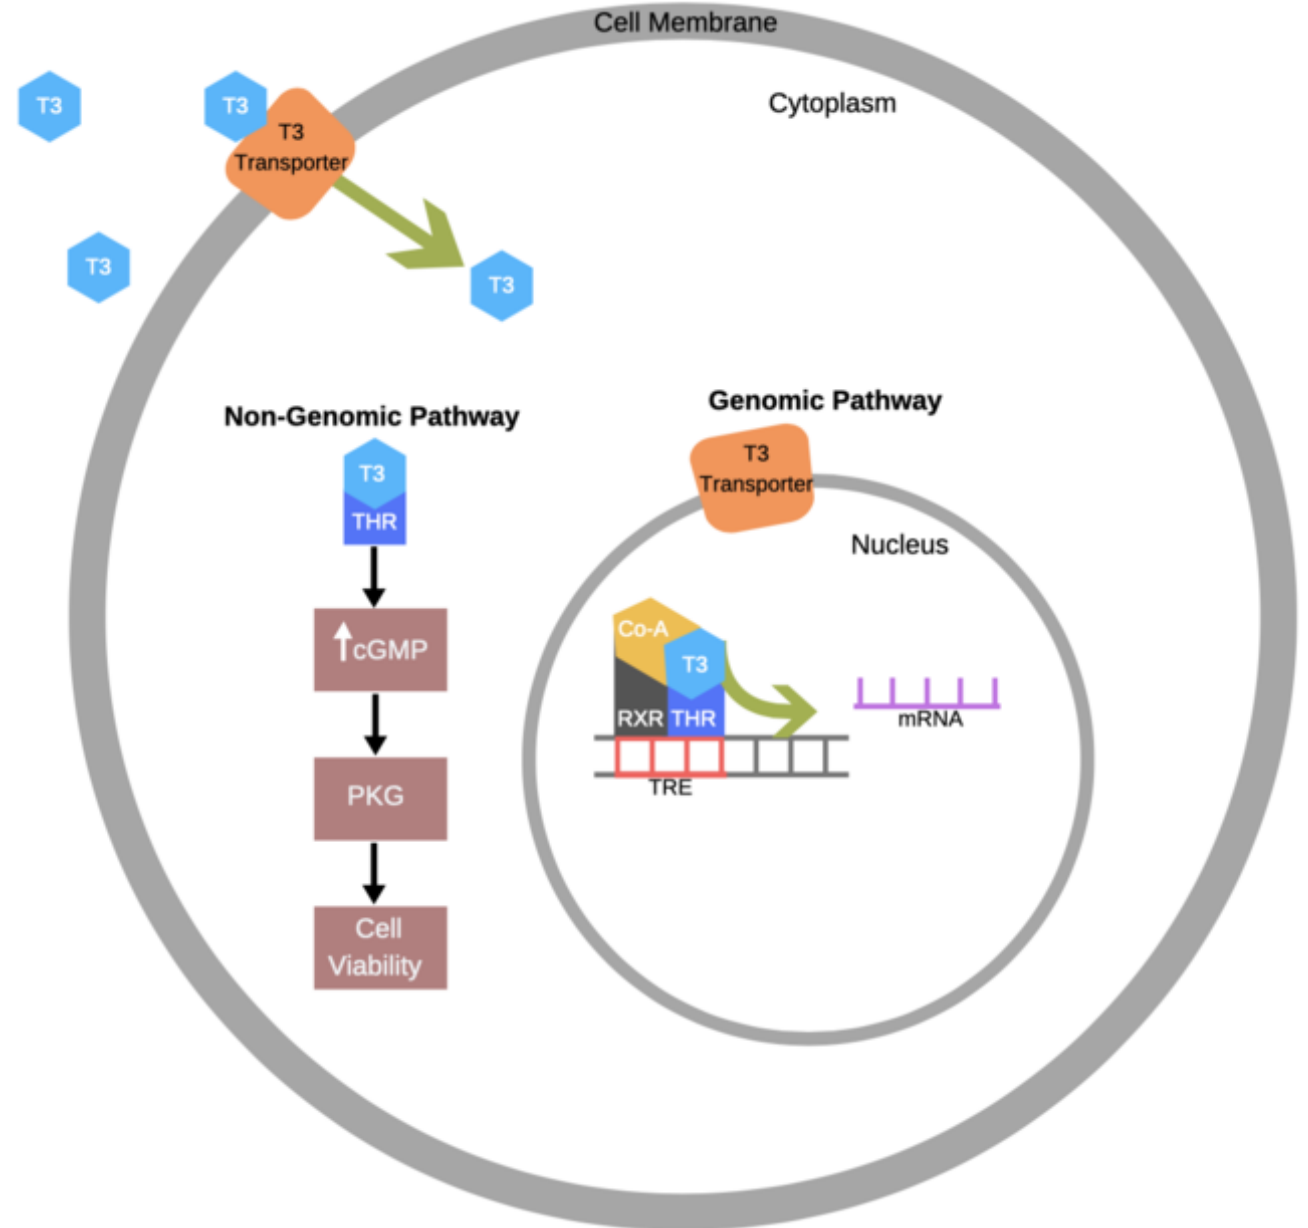 Cell Membrane
Cytoplasm
T3
T3
T3
Transporter
T3
T3
Non-Genomic Pathway
T3
THR
↑cGMP
PKG
Cell
Viability
Genomic Pathway
T3
Transporter
Nucleus
Co-A
T3
RXR THR
TRE
mRNA